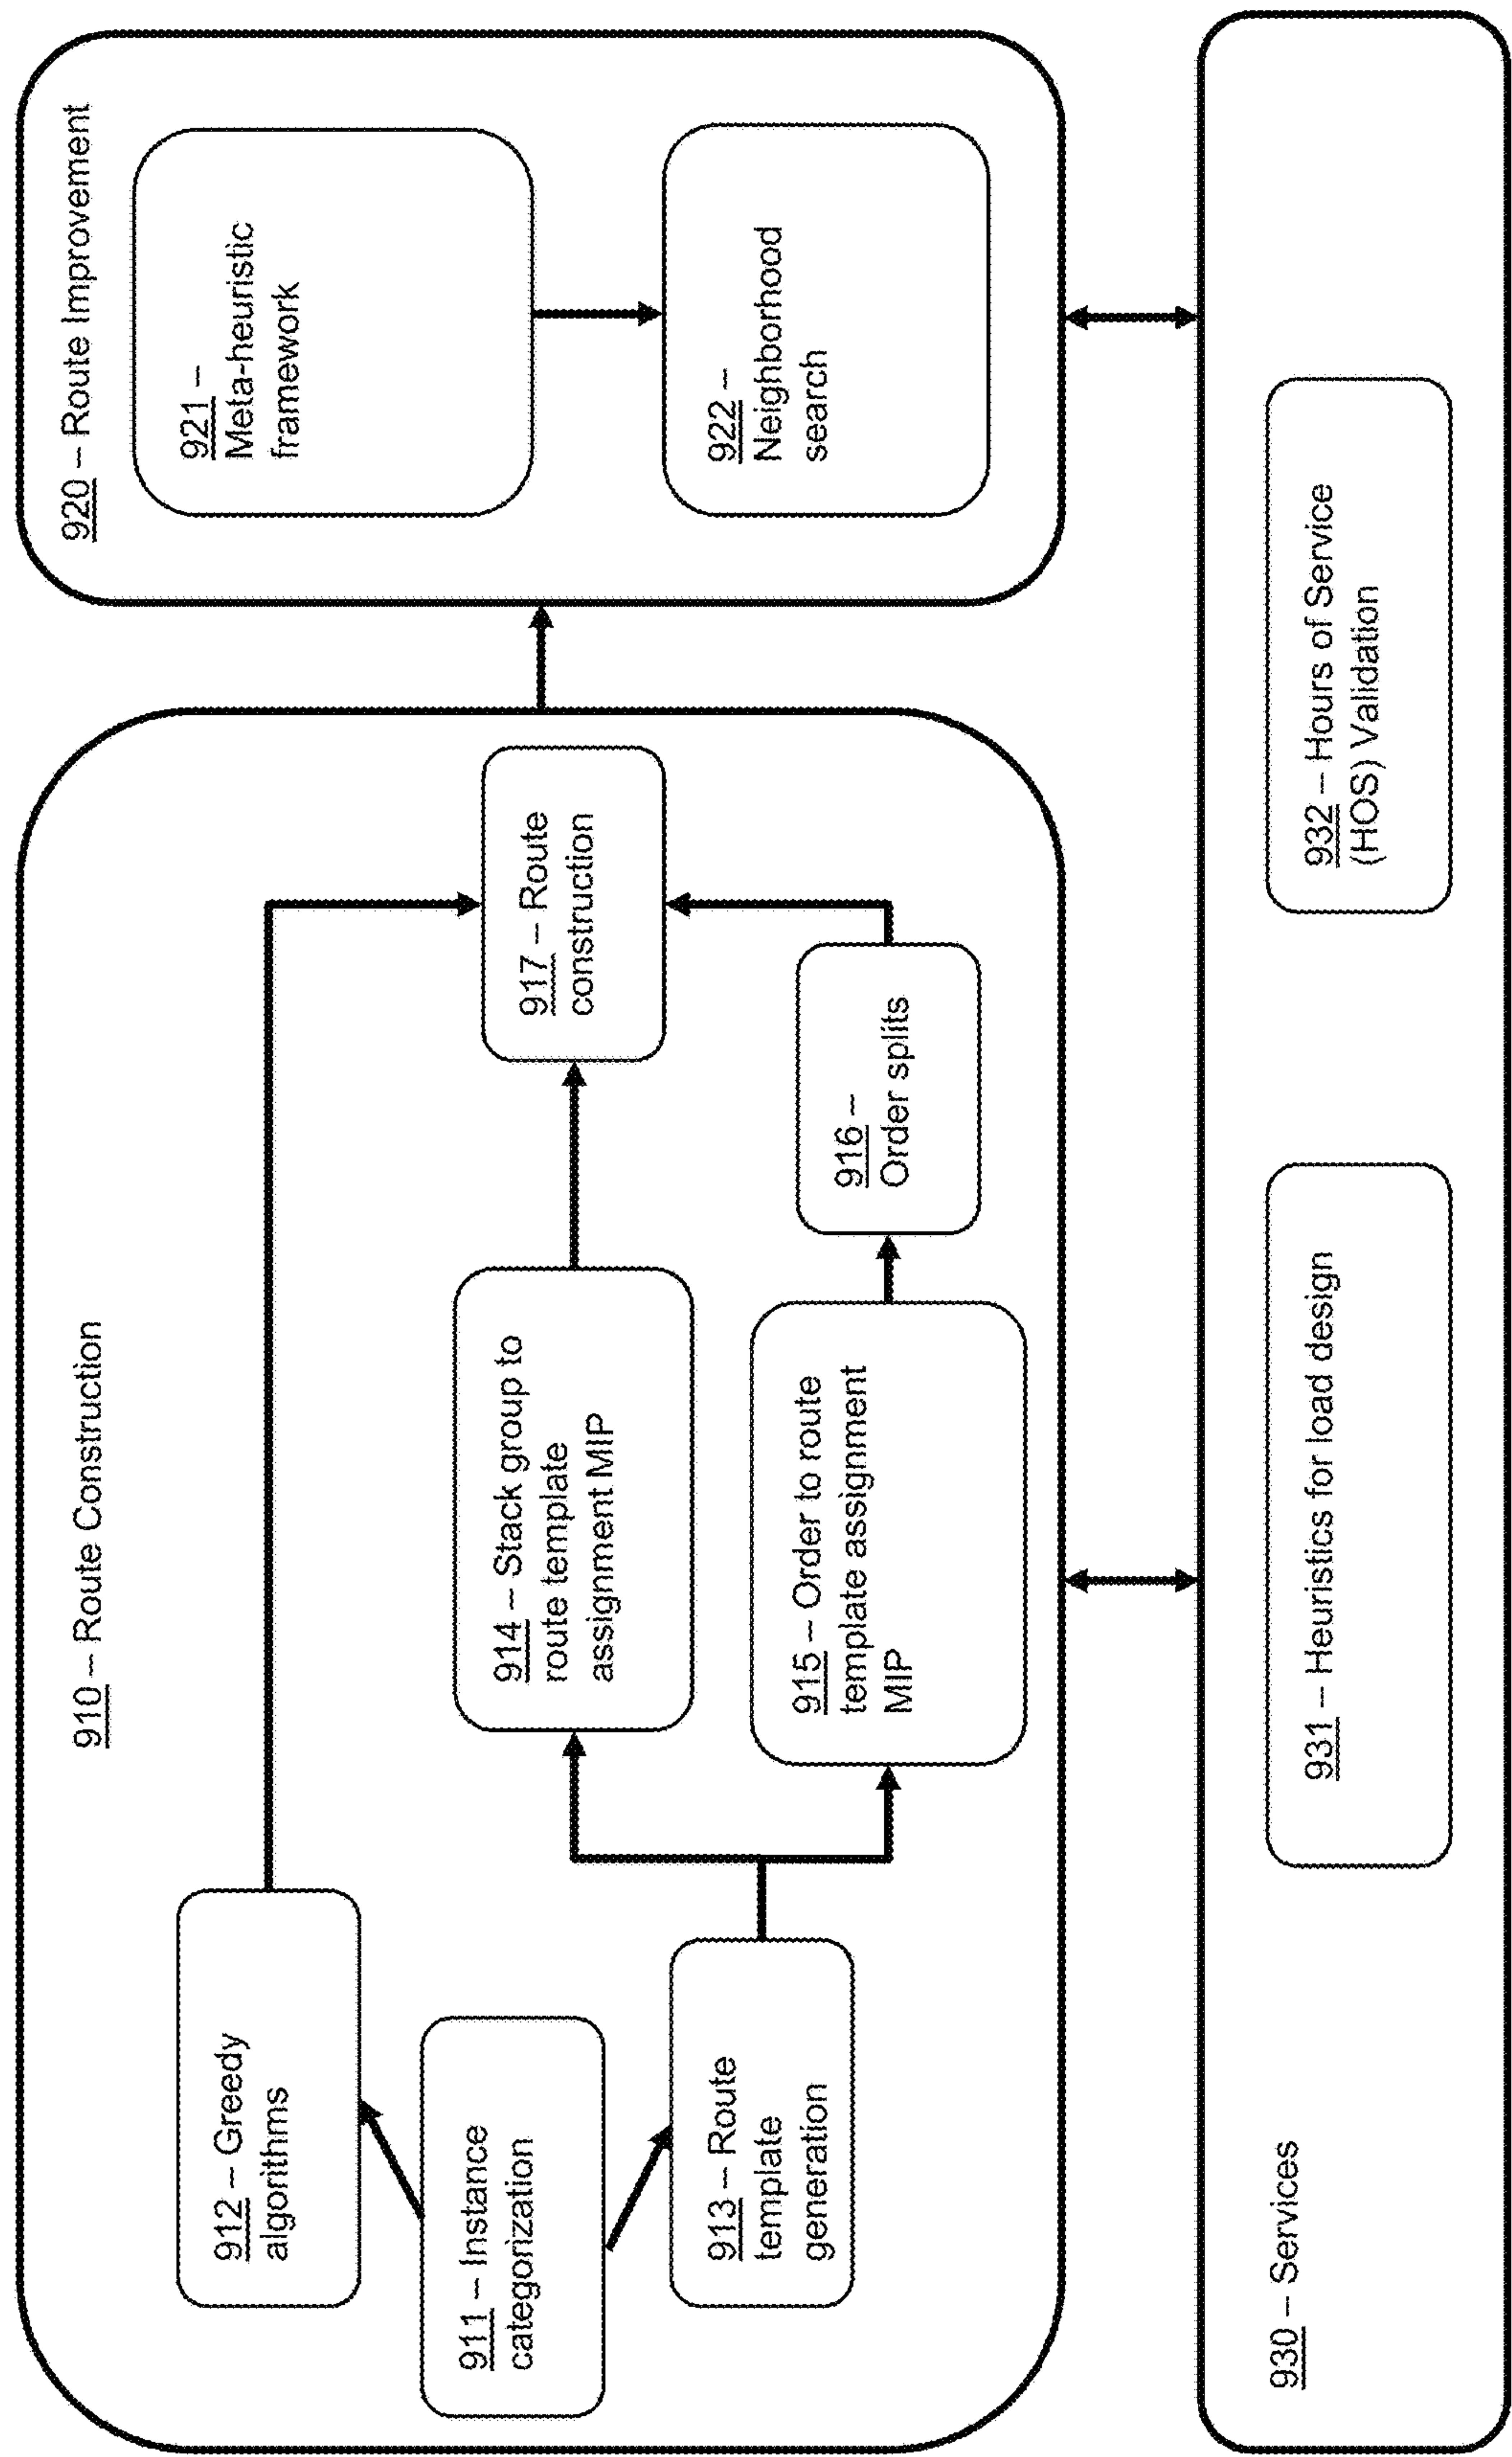 910 – Route Construction
912 – Greedy
algorithms
911 – Instance
categorization
913 – Route
template
generation
914 – Stack group to
route template
assignment MIP
915 – Order to route
template assignment
MIP
916 –
Order splits
917 – Route
construction
920 – Route Improvement
921 –
Meta-heuristic
framework
922 –
Neighborhood
search
930 – Services
931 – Heuristics for load design
932 – Hours of Service
(HOS) Validation